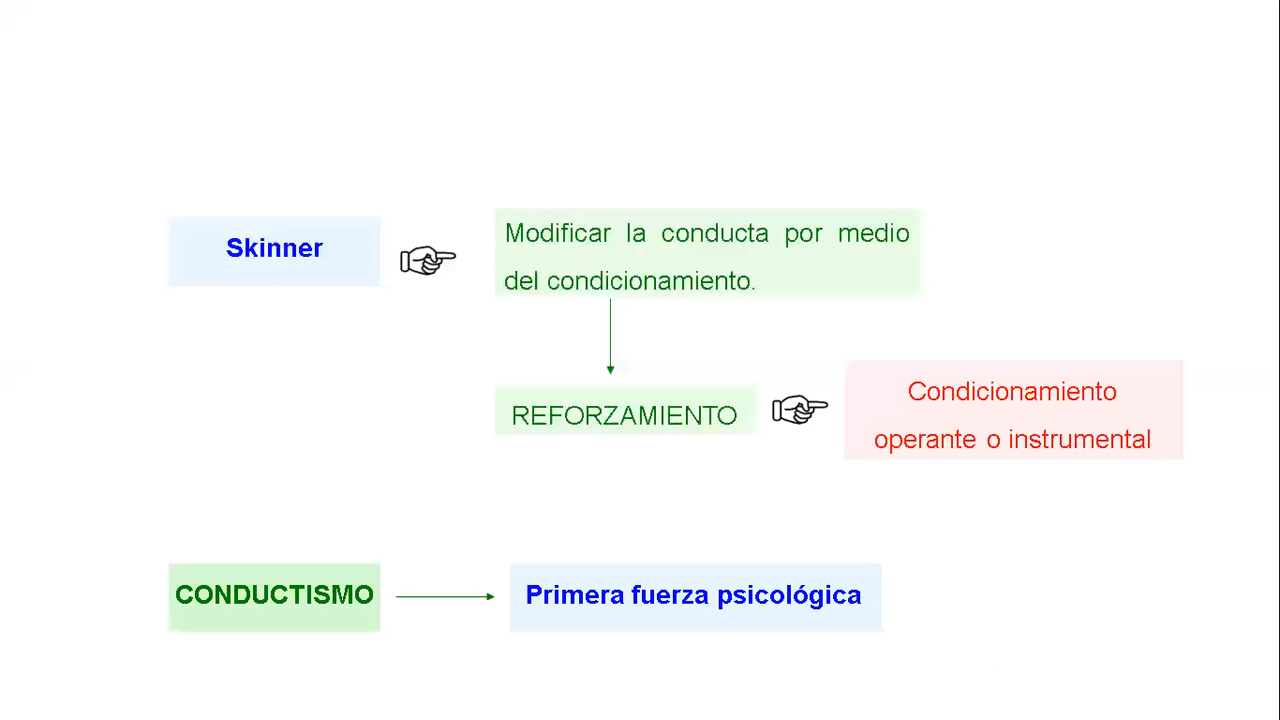 Skinner
Modificar la conducta por medio
del condicionamiento.
REFORZAMIENTO
Condicionamiento
operante o instrumental
CONDUCTISMO
Primera fuerza psicológica